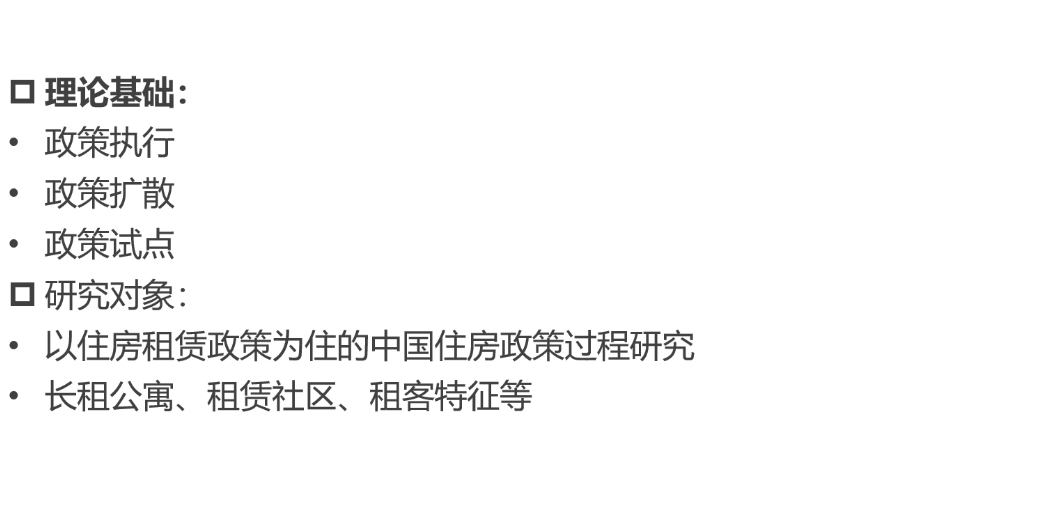 理论基础：
• 政策执行
• 政策扩散
• 政策试点
研究对象：
• 以住房租赁政策为住的中国住房政策过程研究
• 长租公寓、租赁社区、租客特征等